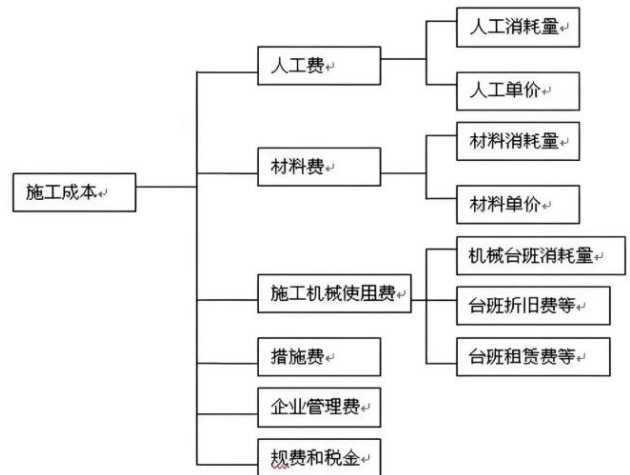 施工成本
人工费
人工消耗量
人工单价
材料费
材料消耗量
材料单价
施工机械使用费
机械台班消耗量
台班折旧费等
台班租赁费等
措施费
企业管理费
规费和税金